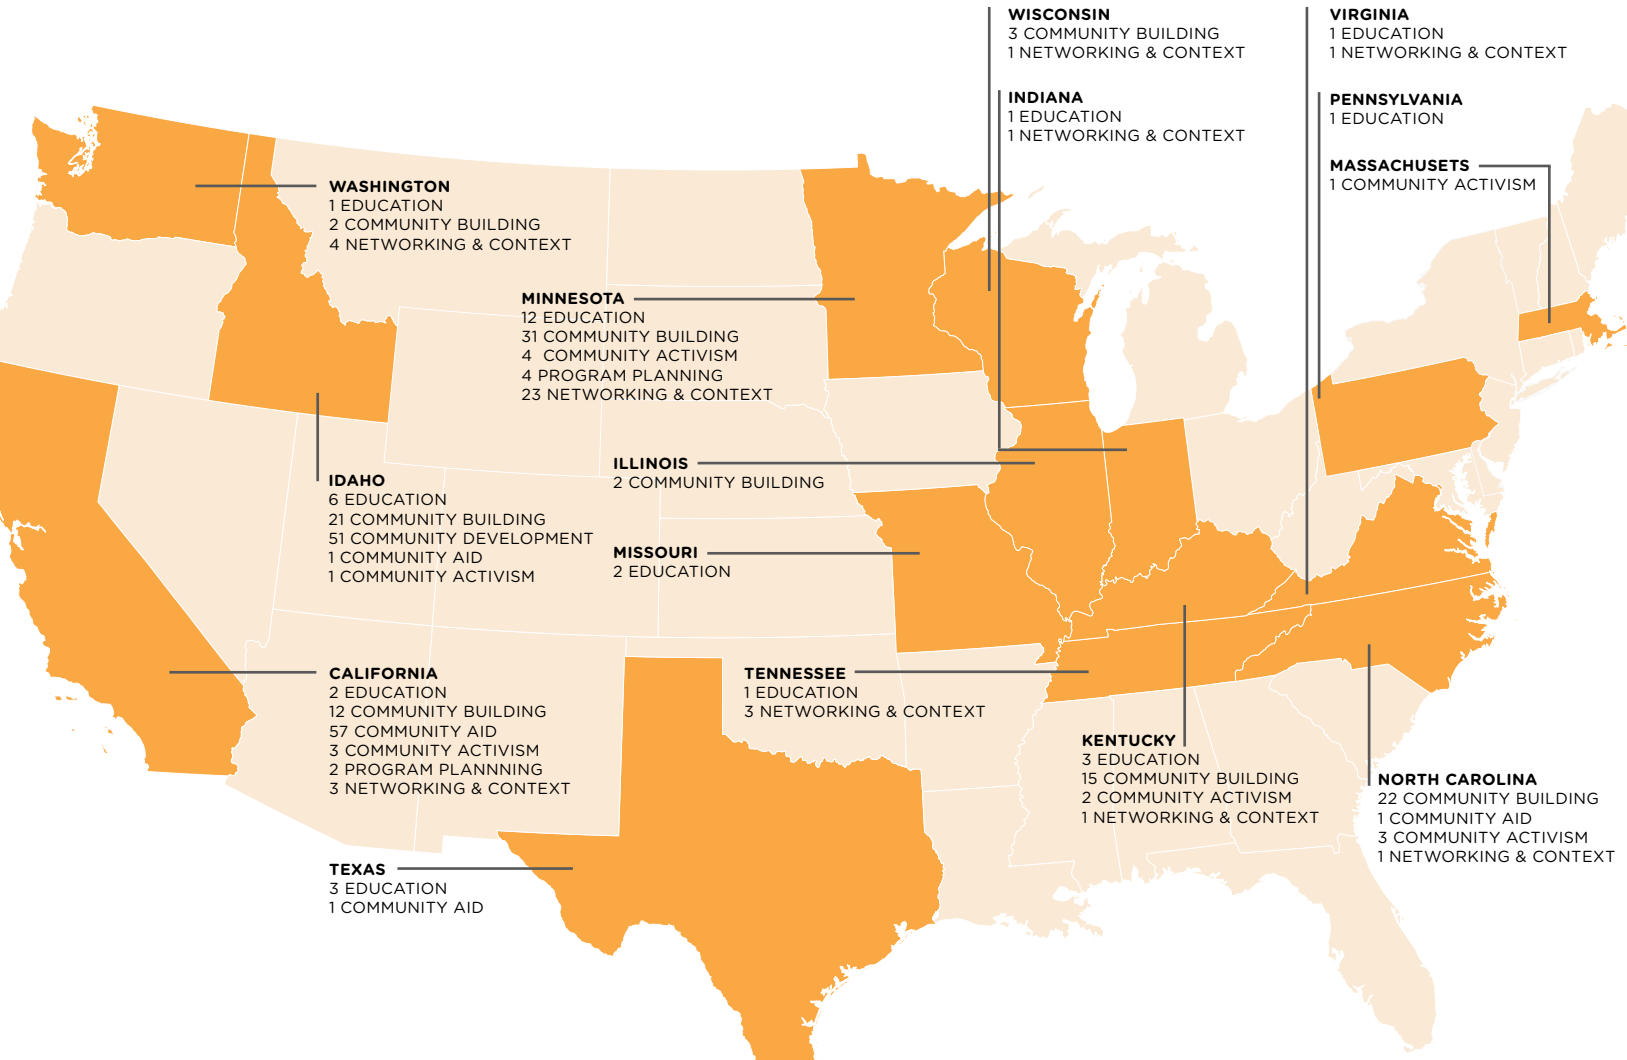 WISCONSIN
3 COMMUNITY BUILDING
1 NETWORKING & CONTEXT
VIRGINIA
1 EDUCATION
1 NETWORKING & CONTEXT
INDIANA
1 EDUCATION
1 NETWORKING & CONTEXT
PENNSYLVANIA
1 EDUCATION
MASSACHUSETS
1 COMMUNITY ACTIVISM
WASHINGTON
1 EDUCATION
2 COMMUNITY BUILDING
4 NETWORKING & CONTEXT
MINNESOTA
12 EDUCATION
31 COMMUNITY BUILDING
4 COMMUNITY ACTIVISM
4 PROGRAM PLANNING
23 NETWORKING & CONTEXT
IDAHO
6 EDUCATION
21 COMMUNITY BUILDING
51 COMMUNITY DEVELOPMENT
1 COMMUNITY AID
1 COMMUNITY ACTIVISM
ILLINOIS
2 COMMUNITY BUILDING
MISSOURI
2 EDUCATION
CALIFORNIA
2 EDUCATION
12 COMMUNITY BUILDING
57 COMMUNITY AID
3 COMMUNITY ACTIVISM
2 PROGRAM PLANNNING
3 NETWORKING & CONTEXT
TENNESSEE
1 EDUCATION
3 NETWORKING & CONTEXT
KENTUCKY
3 EDUCATION
15 COMMUNITY BUILDING
2 COMMUNITY ACTIVISM
1 NETWORKING & CONTEXT
NORTH CAROLINA
22 COMMUNITY BUILDING
1 COMMUNITY AID
3 COMMUNITY ACTIVISM
1 NETWORKING & CONTEXT
TEXAS
3 EDUCATION
1 COMMUNITY AID